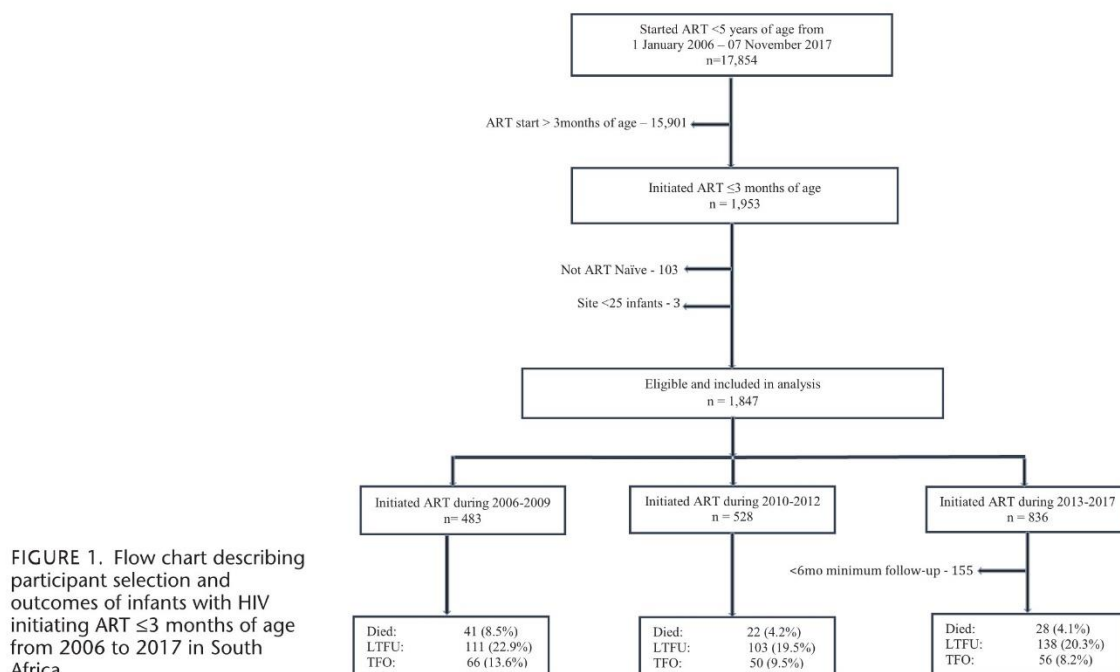 Started ART <5 years of age from
1 January 2006 – 07 November 2017
n=17,854
ART start > 3months of age – 15,901
Initiated ART ≤3 months of age
n = 1,953
Not ART Naïve - 103
Site <25 infants - 3
Eligible and included in analysis
n = 1,847
Initiated ART during 2006-2009
n= 483
Initiated ART during 2010-2012
n = 528
Initiated ART during 2013-2017
n = 836
<6mo minimum follow-up - 155
Died: 41 (8.5%)
LTFU: 111 (22.9%)
TFO: 66 (13.6%)
Died: 22 (4.2%)
LTFU: 103 (19.5%)
TFO: 50 (9.5%)
Died: 28 (4.1%)
LTFU: 138 (20.3%)
TFO: 56 (8.2%)
FIGURE 1. Flow chart describing
participant selection and
outcomes of infants with HIV
initiating ART ≤3 months of age
from 2006 to 2017 in South
Africa